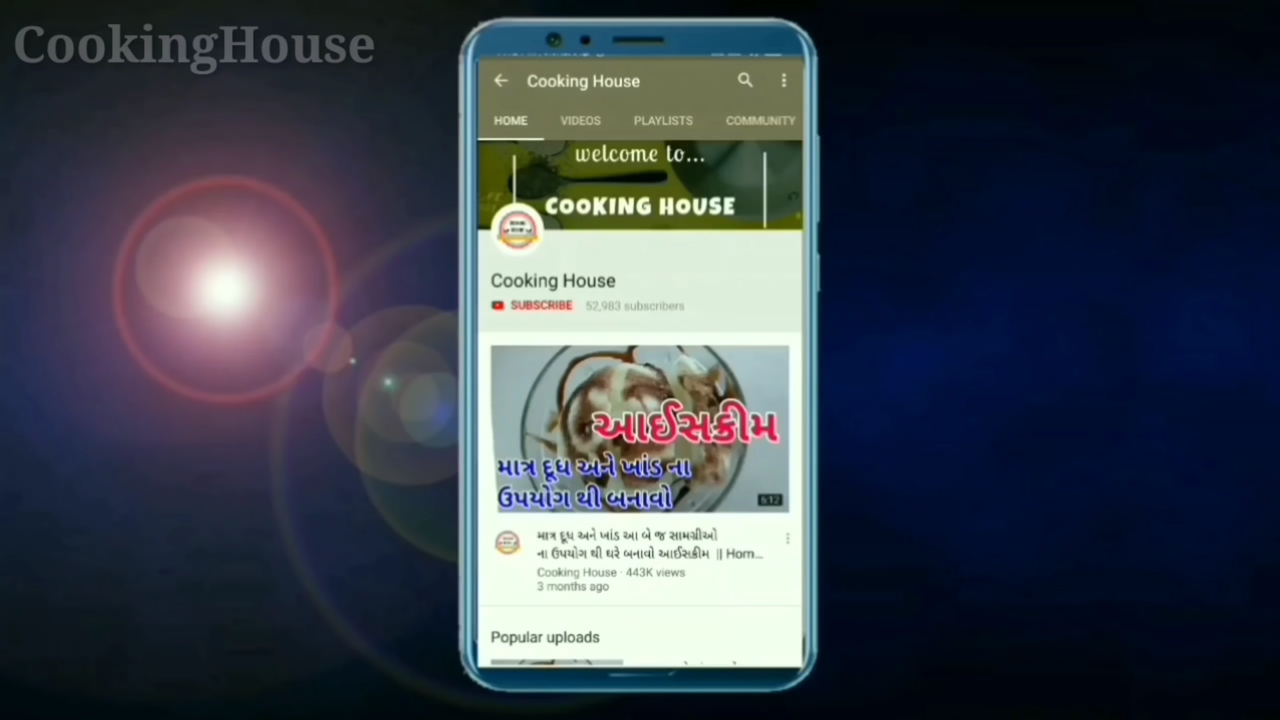 CookingHouse
Cooking House
HOME VIDEOS PLAYLISTS COMMUNITY
welcome to...
COOKING HOUSE
Cooking House
SUBSCRIBE 52,983 subscribers
આઈસક્રીમ
માત્ર દૂધ અને ખાંડ ના
ઉપયોગ થી બનાવો
6:12
માત્ર દૂધ અને ખાંડ આ બે જ સામગ્રીઓ
ના ઉપયોગ થી ઘરે બનાવો આઈસક્રીમ || Hom...
Cooking House · 443K views
3 months ago
Popular uploads